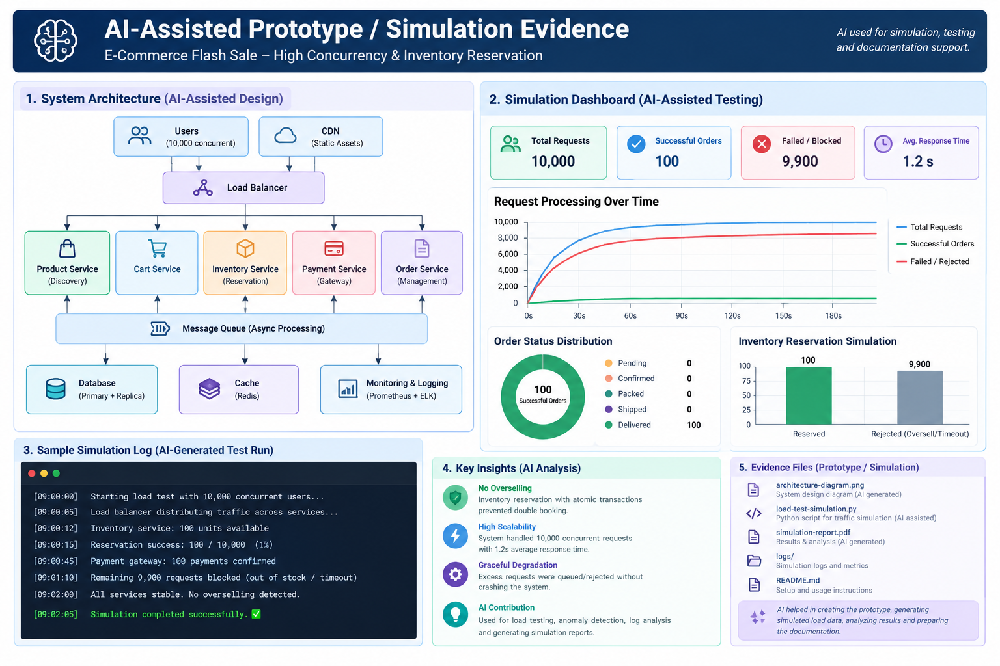 AI-Assisted Prototype / Simulation Evidence
E-Commerce Flash Sale – High Concurrency & Inventory Reservation
AI used for simulation, testing
and documentation support.
1. System Architecture (AI-Assisted Design)
Users
(10,000 concurrent)
CDN
(Static Assets)
Load Balancer
Product Service
(Discovery)
Cart Service
Inventory Service
(Reservation)
Payment Service
(Gateway)
Order Service
(Management)
Message Queue (Async Processing)
Database
(Primary + Replica)
Cache
(Redis)
Monitoring & Logging
(Prometheus + ELK)
2. Simulation Dashboard (AI-Assisted Testing)
Total Requests
10,000
Successful Orders
100
Failed / Blocked
9,900
Avg. Response Time
1.2 s
Request Processing Over Time
10,000
8,000
6,000
4,000
2,000
0
0s 30s 60s 90s 120s 150s 180s
Total Requests
Successful Orders
Failed / Rejected
Order Status Distribution
100
Successful Orders
Pending 0
Confirmed 0
Packed 0
Shipped 0
Delivered 100
Inventory Reservation Simulation
100
75
50
25
0
100
9,900
Reserved
Rejected (Oversell/Timeout)
3. Sample Simulation Log (AI-Generated Test Run)
[09:00:00] Starting load test with 10,000 concurrent users...
[09:00:05] Load balancer distributing traffic across services...
[09:00:12] Inventory service: 100 units available
[09:00:15] Reservation success: 100 / 10,000 (1%)
[09:00:45] Payment gateway: 100 payments confirmed
[09:01:10] Remaining 9,900 requests blocked (out of stock / timeout)
[09:02:00] All services stable. No overselling detected.
[09:02:05] Simulation completed successfully. ✅
4. Key Insights (AI Analysis)
No Overselling
Inventory reservation with atomic transactions
prevented double booking.
High Scalability
System handled 10,000 concurrent requests
with 1.2s average response time.
Graceful Degradation
Excess requests were queued/rejected without
crashing the system.
AI Contribution
Used for load testing, anomaly detection, log analysis
and generating simulation reports.
5. Evidence Files (Prototype / Simulation)
architecture-diagram.png
System design diagram (AI generated)
load-test-simulation.py
Python script for traffic simulation (AI assisted)
simulation-report.pdf
Results & analysis (AI generated)
logs/
Simulation logs and metrics
README.md
Setup and usage instructions
AI helped in creating the prototype, generating
simulated load data, analyzing results and preparing
the documentation.